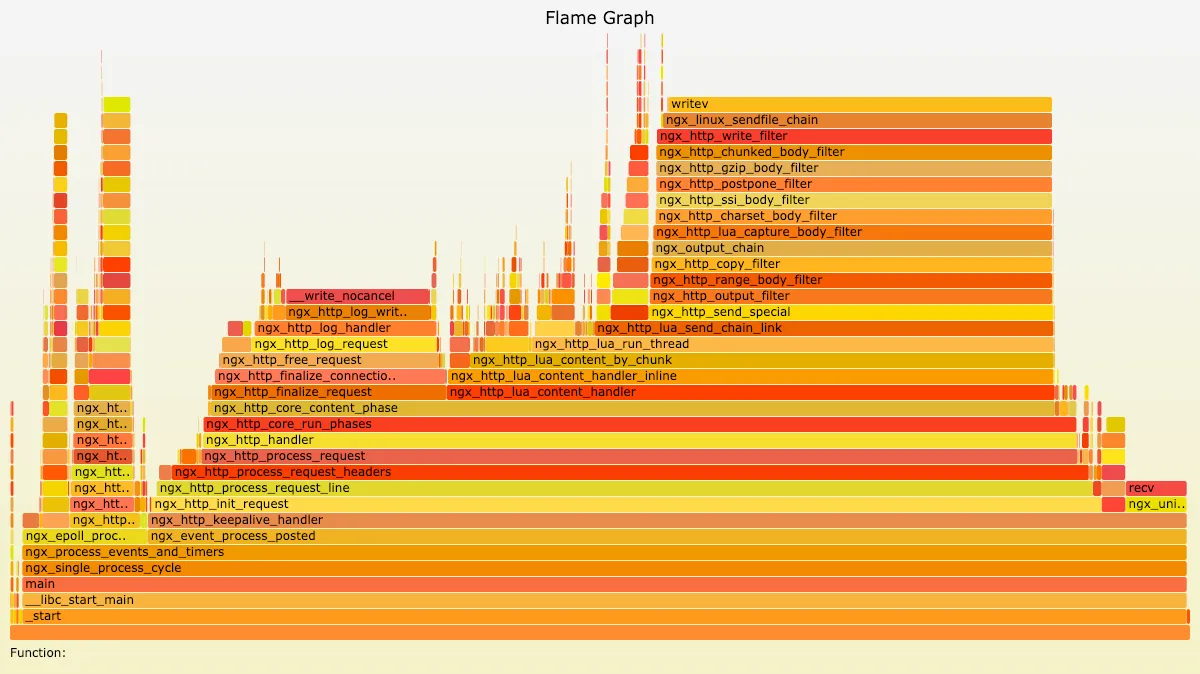 Flame Graph
writev
ngx_linux_sendfile_chain
ngx_http_write_filter
ngx_http_chunked_body_filter
ngx_http_gzip_body_filter
ngx_http_postpone_filter
ngx_http_ssi_body_filter
ngx_http_charset_body_filter
ngx_http_lua_capture_body_filter
ngx_output_chain
ngx_http_copy_filter
ngx_http_range_body_filter
__write_nocancel ngx_http_output_filter
ngx_http_log_writ.. ngx_http_send_special
ngx_http_log_handler ngx_http_lua_send_chain_link
ngx_http_log_request ngx_http_lua_run_thread
ngx_http_free_request ngx_http_lua_content_by_chunk
ngx_http_finalize_connectio.. ngx_http_lua_content_handler_inline
ngx_http_finalize_request ngx_http_lua_content_handler
ngx_ht.. ngx_http_core_content_phase
ngx_ht.. ngx_http_core_run_phases
ngx_ht.. ngx_http_handler
ngx_ht.. ngx_http_process_request
ngx_htt.. ngx_http_process_request_headers
ngx_htt.. ngx_http_process_request_line recv
ngx_htt.. ngx_http_init_request ngx_uni..
ngx_http.. ngx_http_keepalive_handler
ngx_epoll_proc.. ngx_event_process_posted
ngx_process_events_and_timers
ngx_single_process_cycle
main
__libc_start_main
_start
Function: